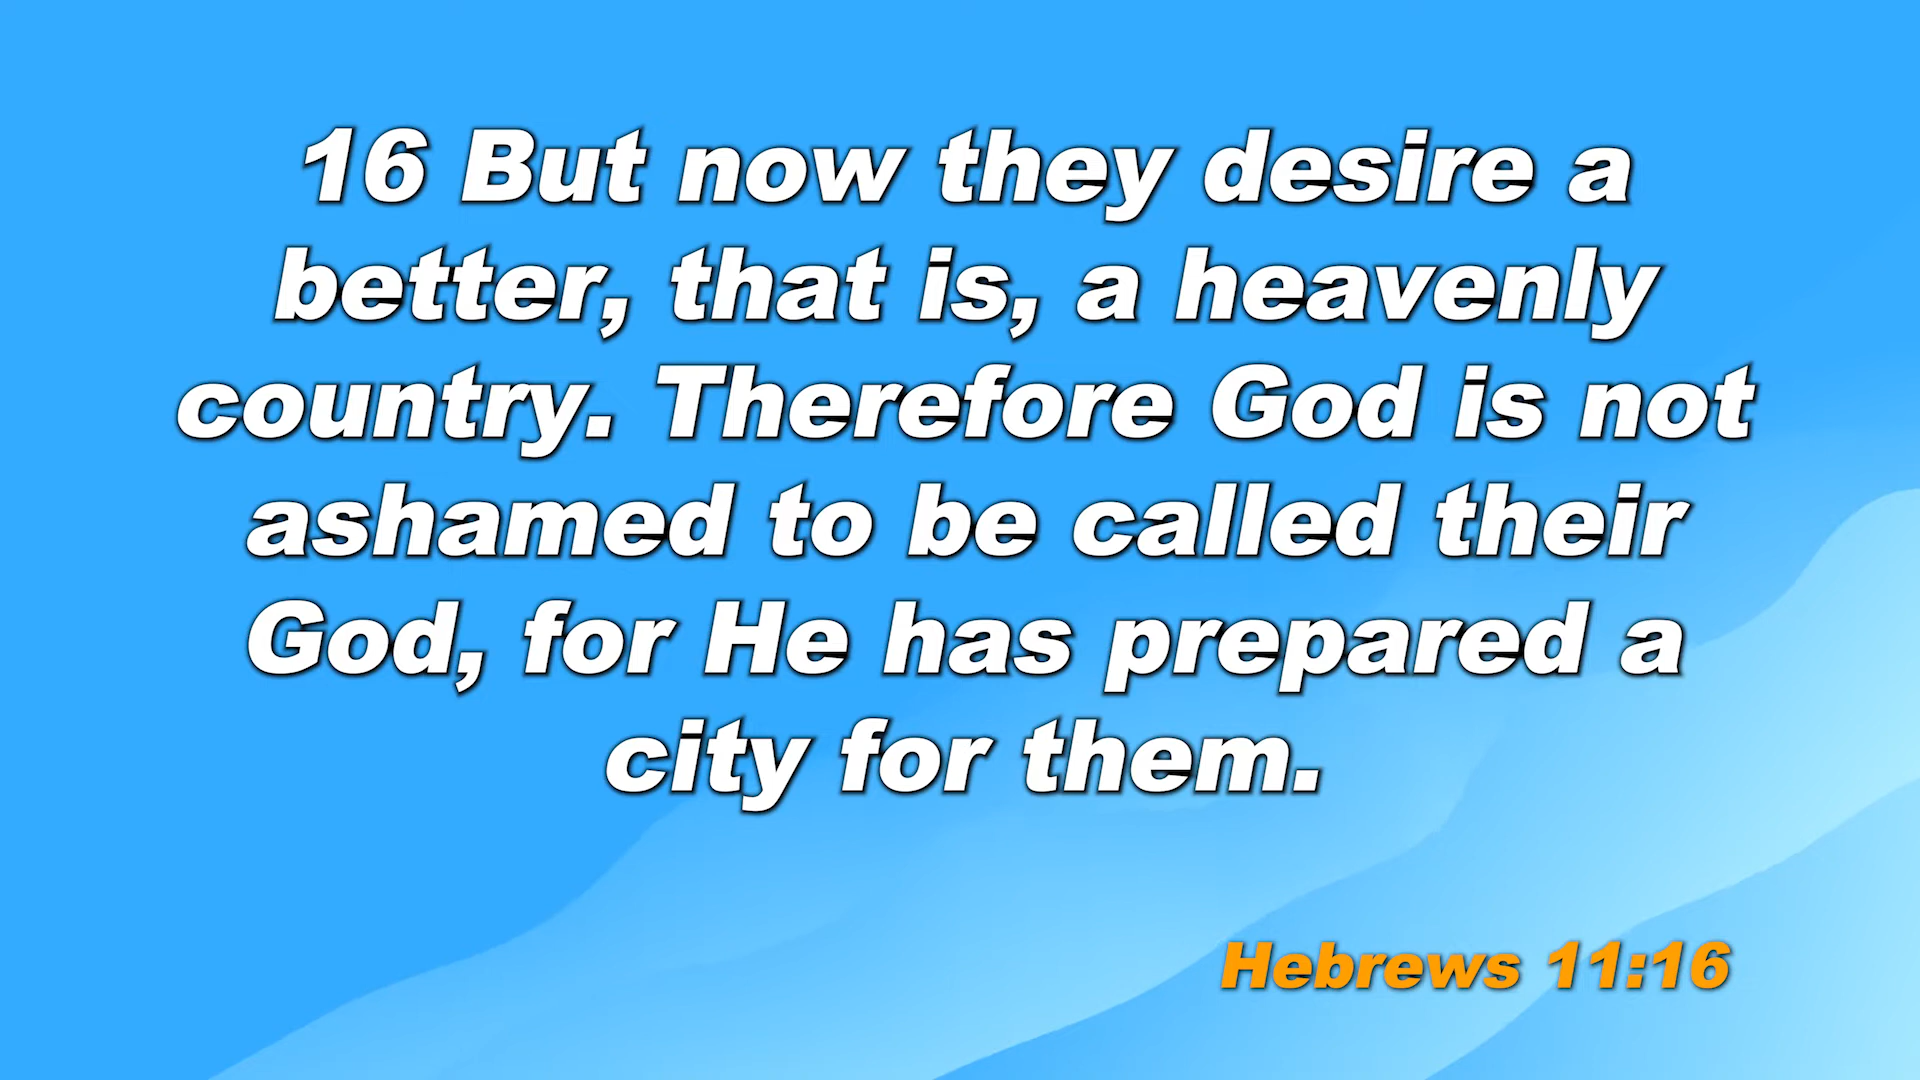 16 But now they desire a
better, that is, a heavenly
country. Therefore God is not
ashamed to be called their
God, for He has prepared a
city for them.
Hebrews 11:16